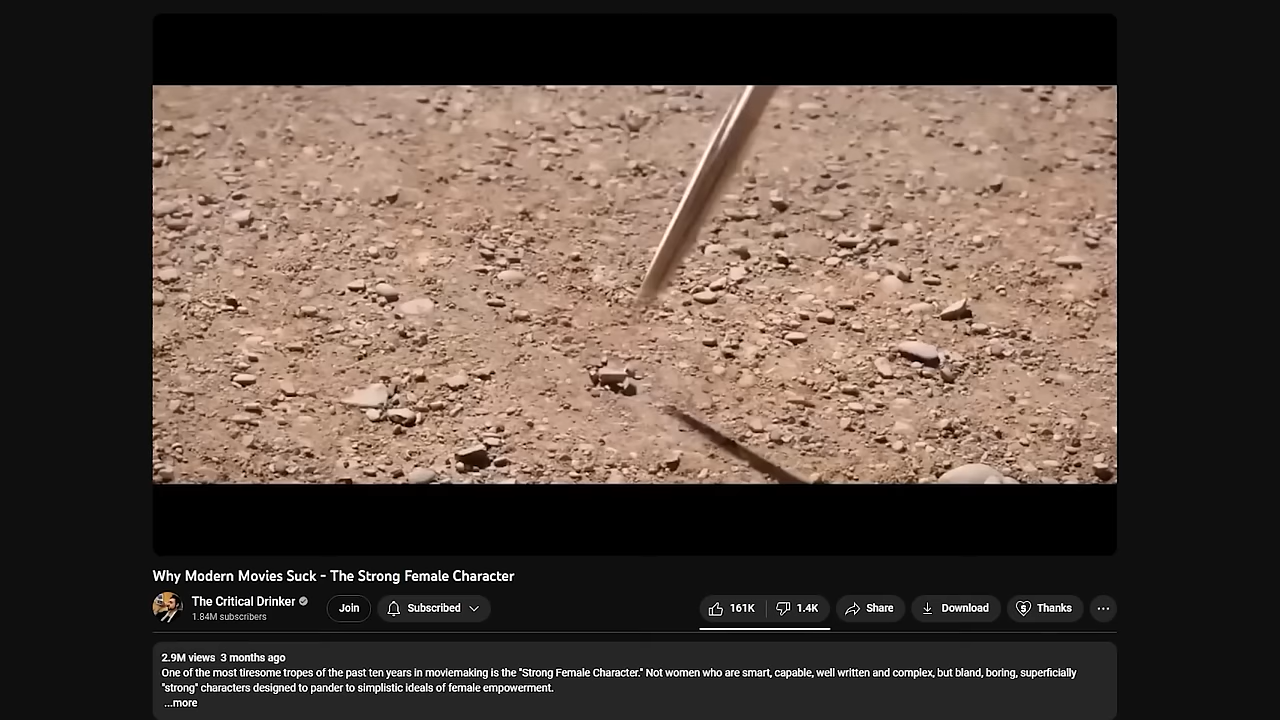 Why Modern Movies Suck - The Strong Female Character
The Critical Drinker
1.84M subscribers
Join
Subscribed
161K
1.4K
Share
Download
Thanks
2.9M views 3 months ago
One of the most tiresome tropes of the past ten years in moviemaking is the "Strong Female Character." Not women who are smart, capable, well written and complex, but bland, boring, superficially
"strong" characters designed to pander to simplistic ideals of female empowerment.
...more